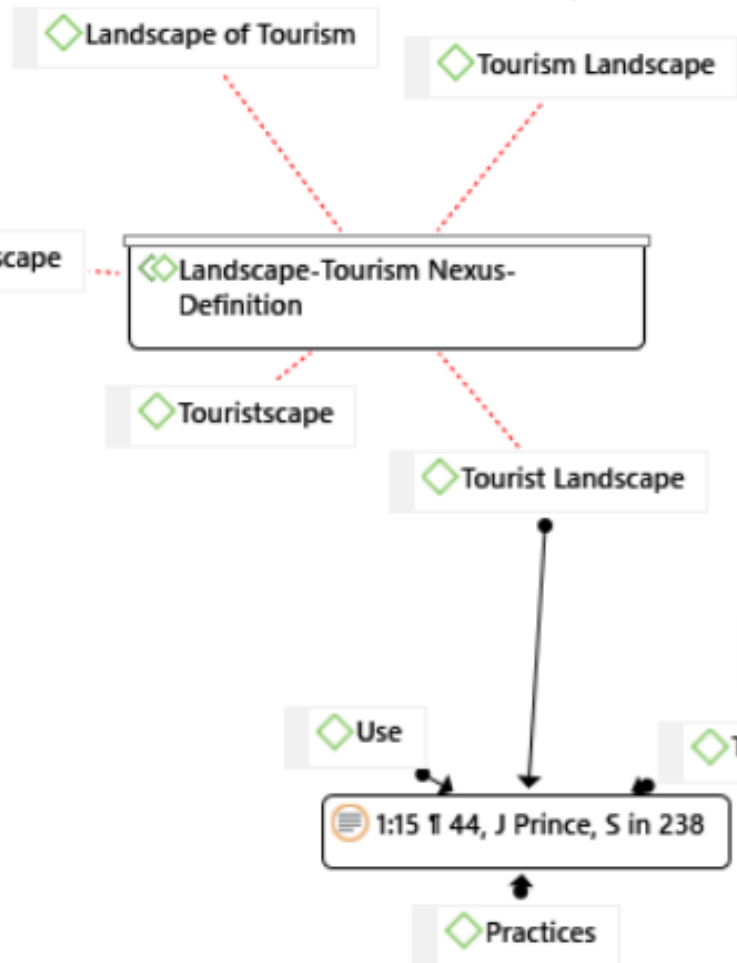 Landscape of Tourism
Tourism Landscape
scape
Landscape-Tourism Nexus-
Definition
Touristscape
Tourist Landscape
Use
T
1:15 ¶ 44, J Prince, S in 238
Practices